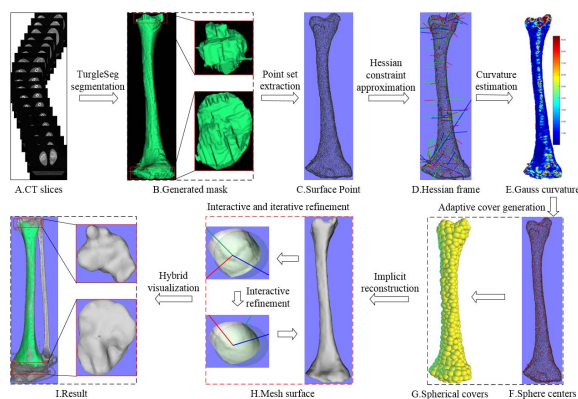 TurgleSeg
segmentation
Point set
extraction
Hessian
constraint
approximation
Curvature
estimation
A.CT slices
B.Generated mask
C.Surface Point
D.Hessian frame
E.Gauss curvature
Interactive and iterative refinement
Adaptive cover generation
Hybrid
visualization
Interactive
refinement
Implicit
reconstruction
I.Result
H.Mesh surface
G.Spherical covers
F.Sphere centers